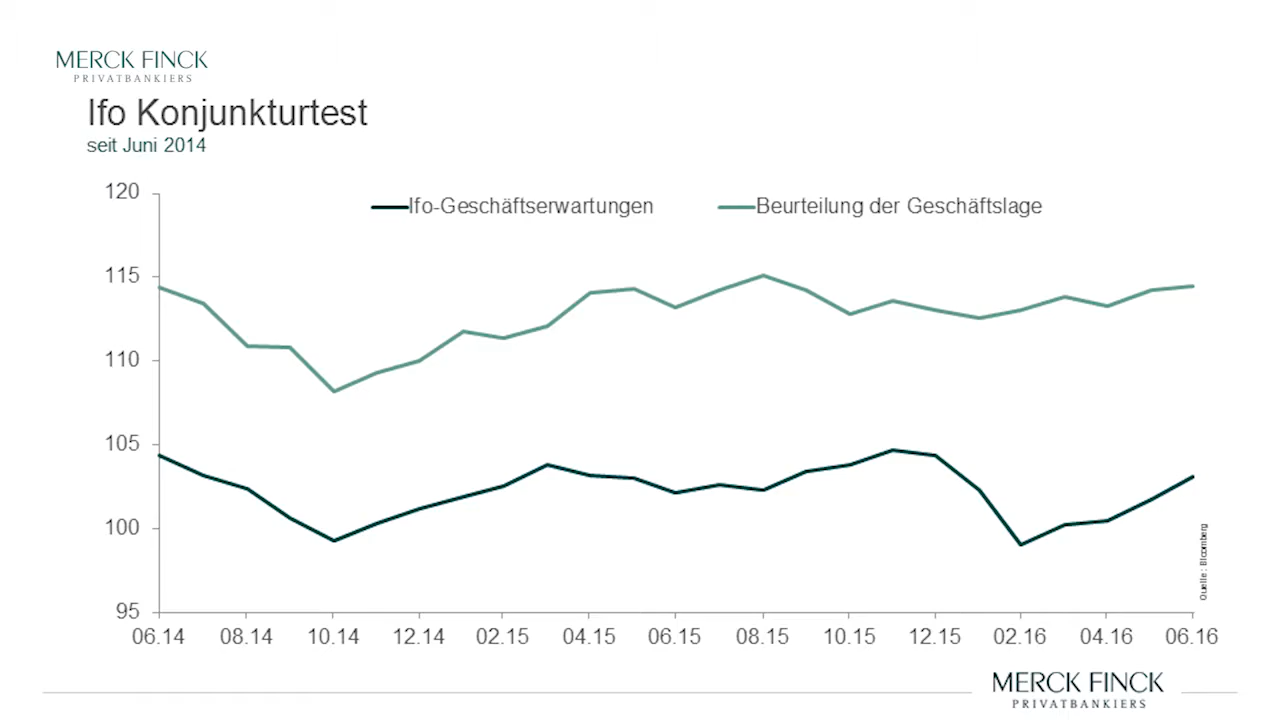 MERCK FINCK
PRIVATBANKIERS
Ifo Konjunkturtest
seit Juni 2014
120
Ifo-Geschäftserwartungen
Beurteilung der Geschäftslage
115
110
105
100
95
06.14 08.14 10.14 12.14 02.15 04.15 06.15 08.15 10.15 12.15 02.16 04.16 06.16
Quelle: Bloomberg
MERCK FINCK
PRIVATBANKIERS